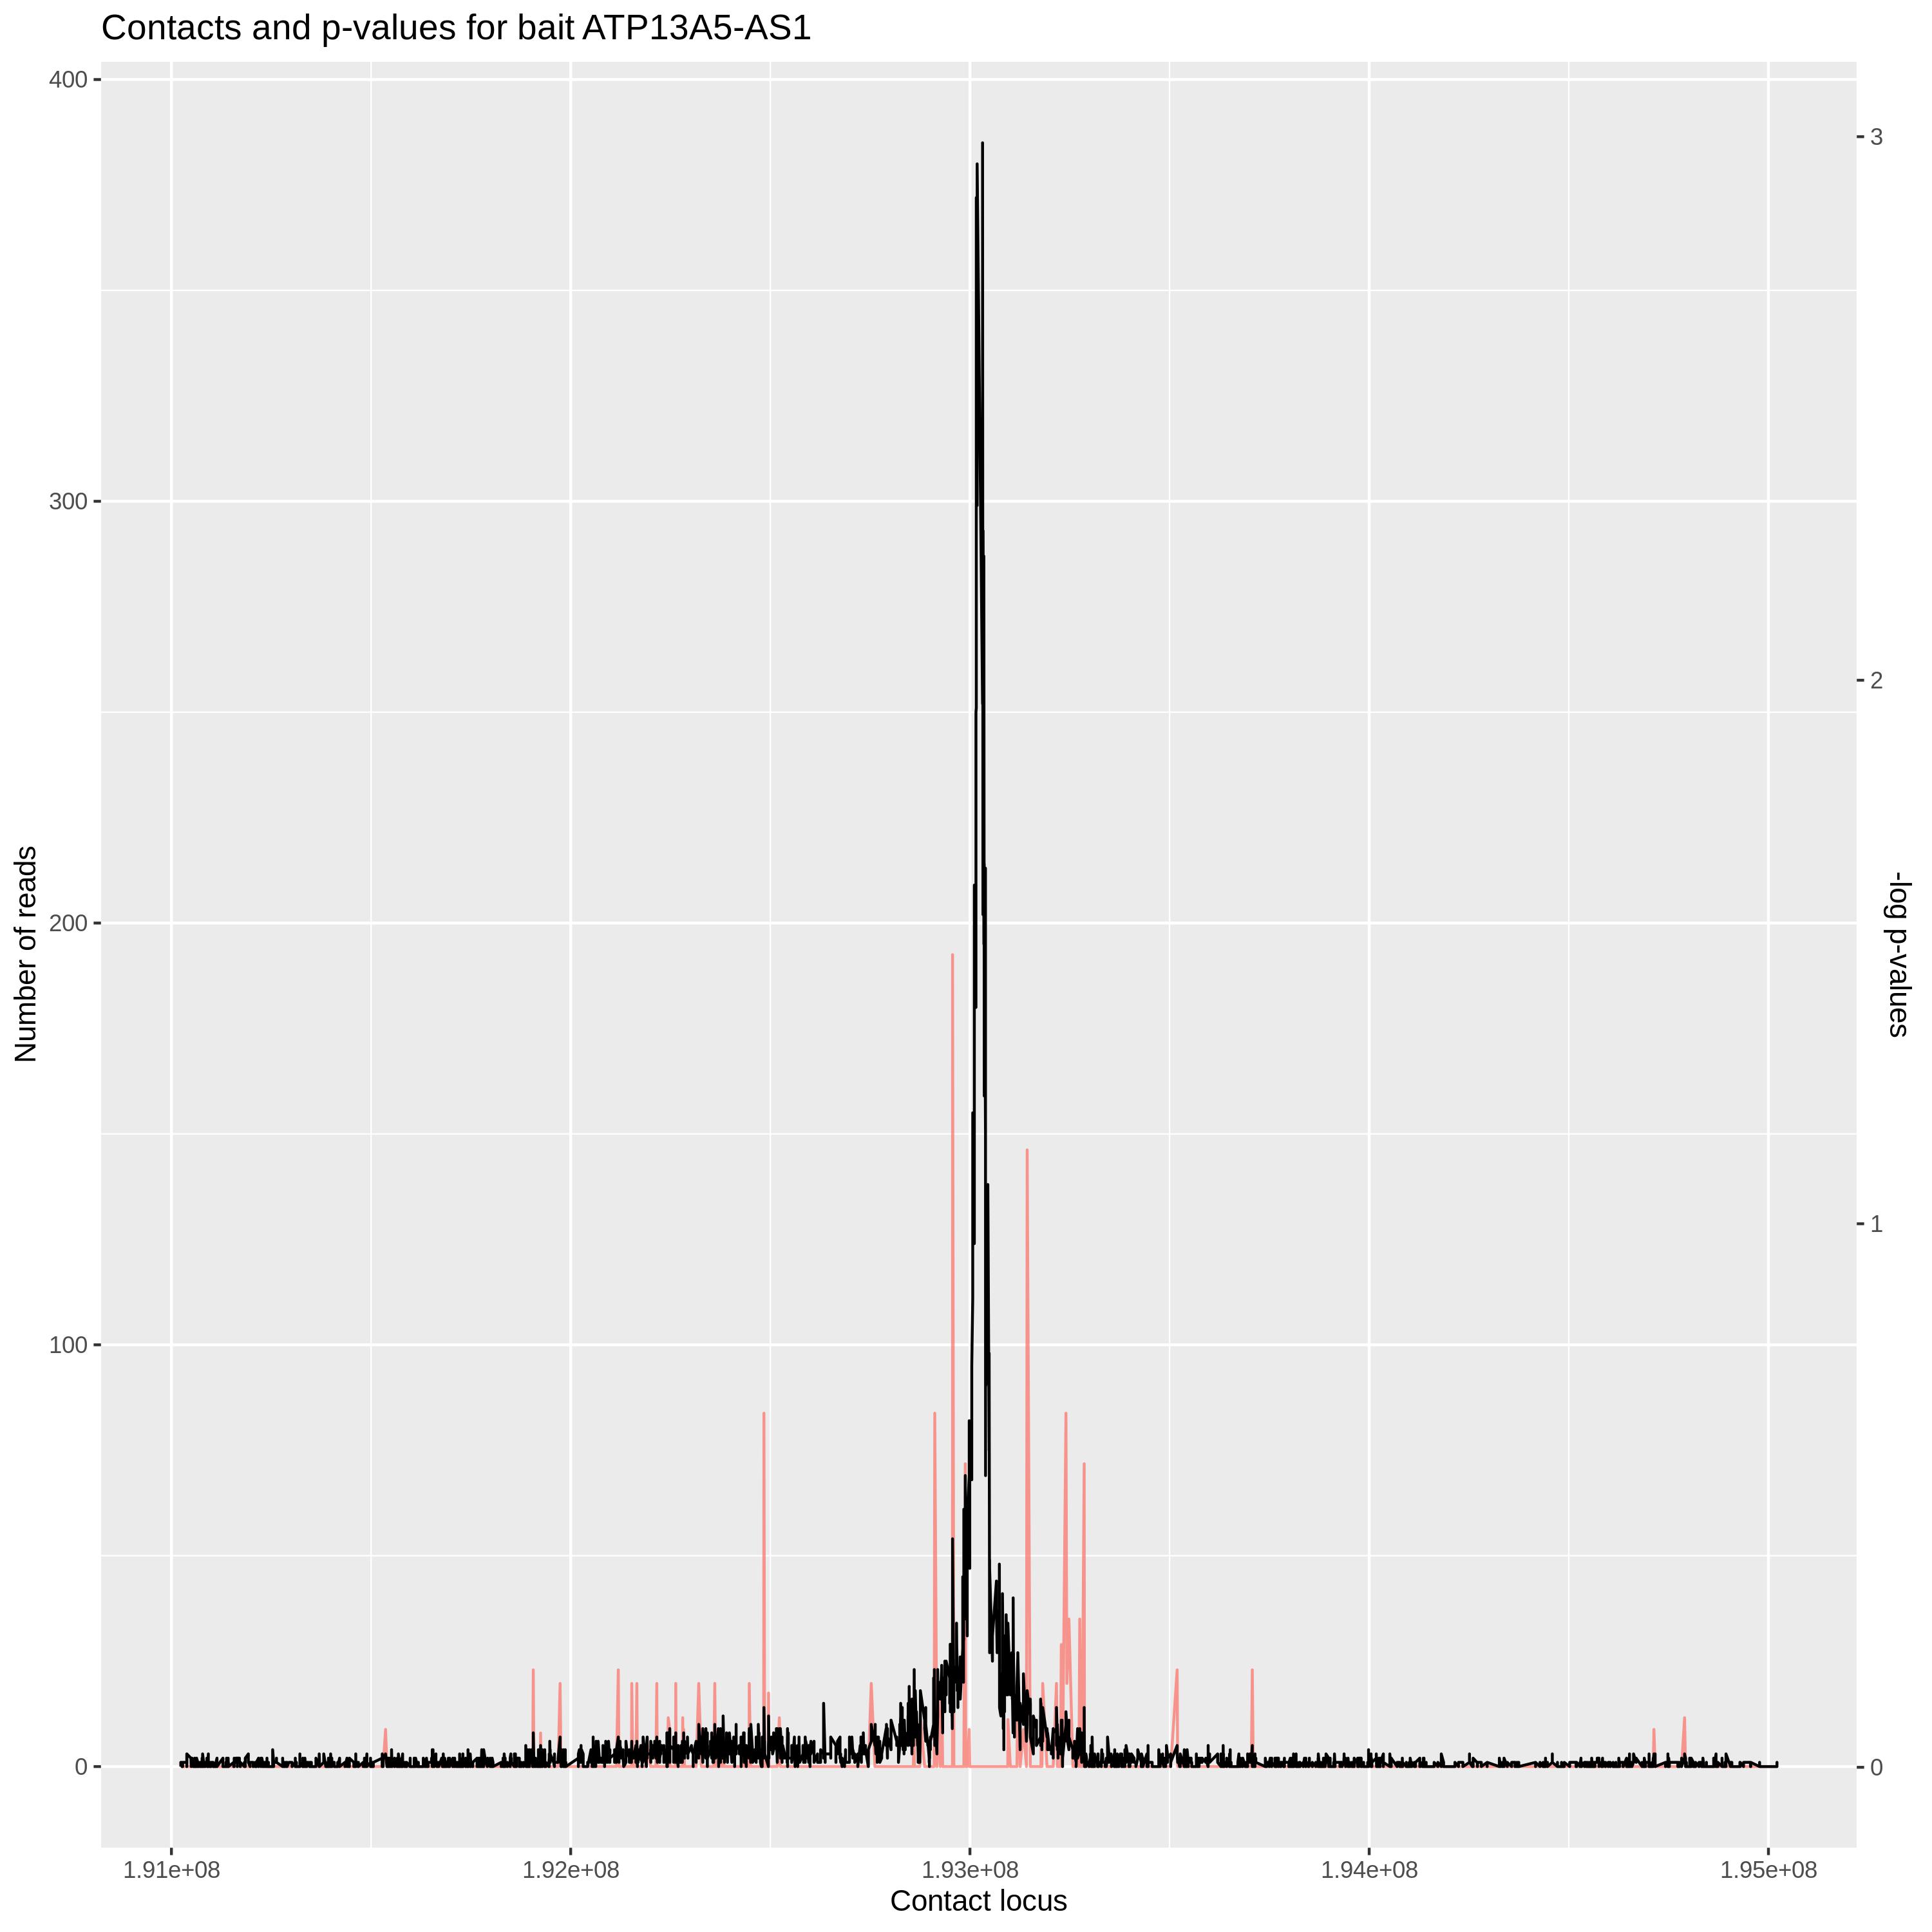 Contacts and p-values for bait ATP13A5-AS1
400
300
200
100
0
3
2
1
0
Number of reads
-log p-values
1.91e+08
1.92e+08
1.93e+08
1.94e+08
1.95e+08
Contact locus